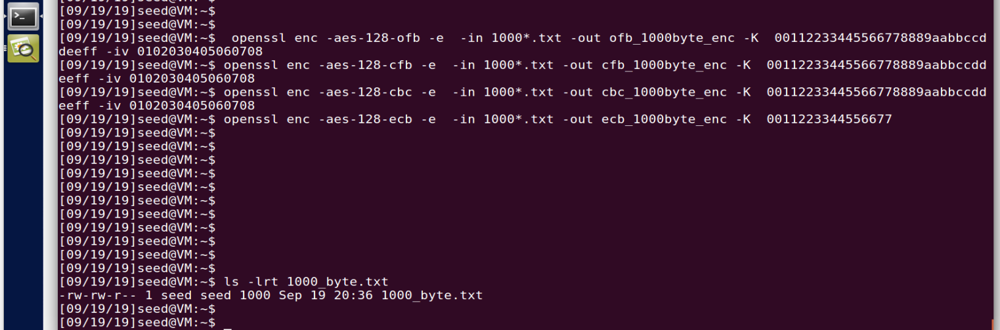 [09/19/19]seed@VM:~$
[09/19/19]seed@VM:~$
[09/19/19]seed@VM:~$  openssl enc -aes-128-ofb -e  -in 1000*.txt -out ofb_1000byte_enc -K  00112233445566778889aabbccd
deeff -iv 0102030405060708
[09/19/19]seed@VM:~$ openssl enc -aes-128-cfb -e  -in 1000*.txt -out cfb_1000byte_enc -K  00112233445566778889aabbccdd
eeff -iv 0102030405060708
[09/19/19]seed@VM:~$ openssl enc -aes-128-cbc -e  -in 1000*.txt -out cbc_1000byte_enc -K  00112233445566778889aabbccdd
eeff -iv 0102030405060708
[09/19/19]seed@VM:~$ openssl enc -aes-128-ecb -e  -in 1000*.txt -out ecb_1000byte_enc -K  0011223344556677
[09/19/19]seed@VM:~$
[09/19/19]seed@VM:~$
[09/19/19]seed@VM:~$
[09/19/19]seed@VM:~$
[09/19/19]seed@VM:~$
[09/19/19]seed@VM:~$
[09/19/19]seed@VM:~$
[09/19/19]seed@VM:~$
[09/19/19]seed@VM:~$
[09/19/19]seed@VM:~$
[09/19/19]seed@VM:~$
[09/19/19]seed@VM:~$ ls -lrt 1000_byte.txt
-rw-rw-r-- 1 seed seed 1000 Sep 19 20:36 1000_byte.txt
[09/19/19]seed@VM:~$
[09/19/19]seed@VM:~$